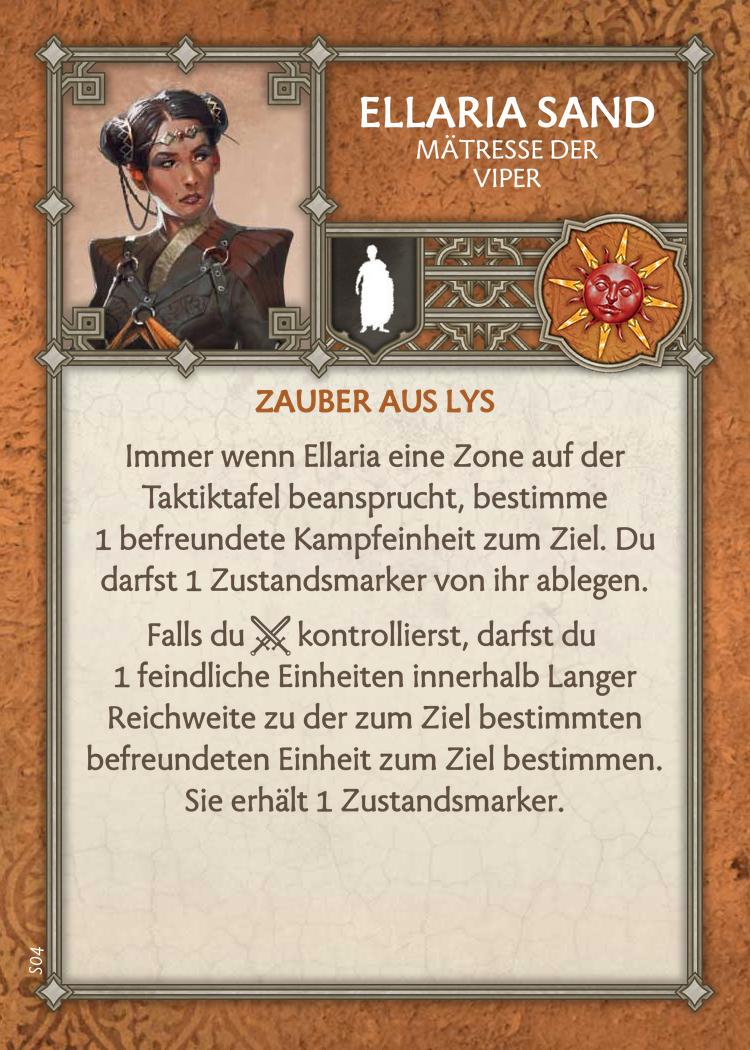 ELLARIA SAND
MÄTRESSE DER
VIPER
ZAUBER AUS LYS
Immer wenn Ellaria eine Zone auf der
Taktiktafel beansprucht, bestimme
1 befreundete Kampfeinheit zum Ziel. Du
darfst 1 Zustandsmarker von ihr ablegen.
Falls du kontrollierst, darfst du
1 feindliche Einheiten innerhalb Langer
Reichweite zu der zum Ziel bestimmten
befreundeten Einheit zum Ziel bestimmen.
Sie erhält 1 Zustandsmarker.
S04